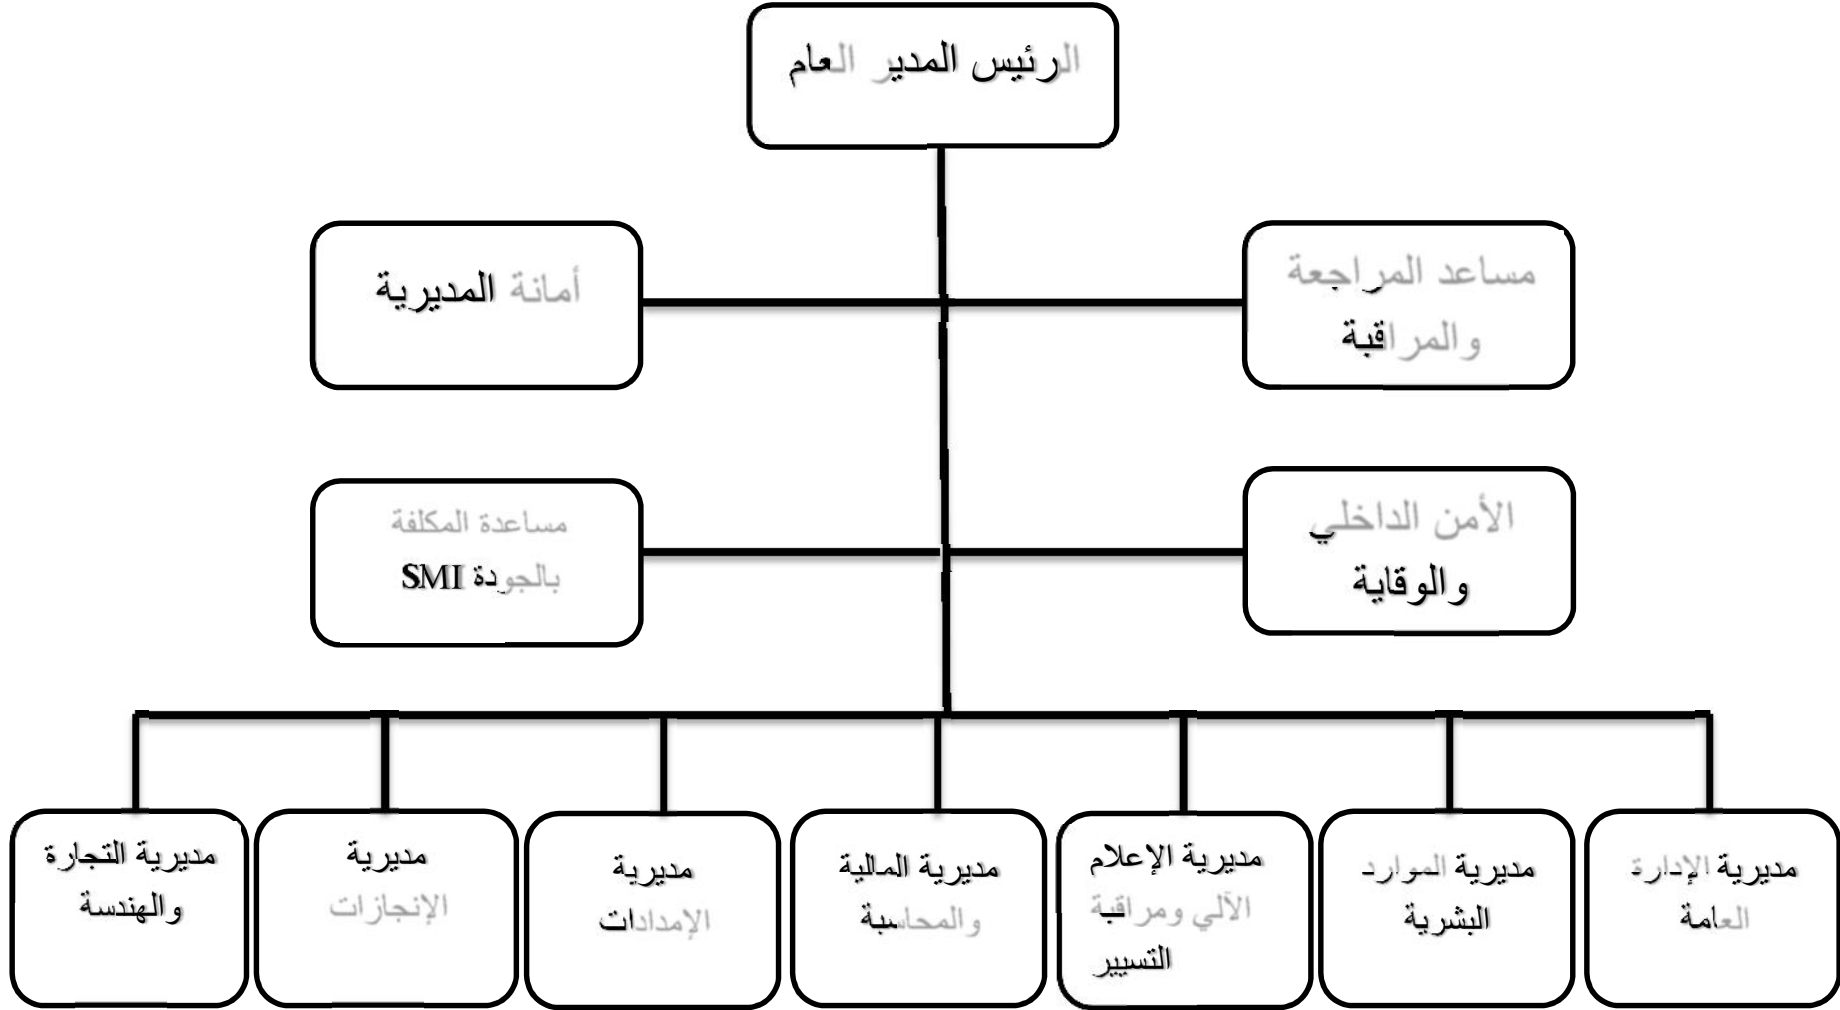 الرئيس المدير العام
مساعد المراجعة
والمراقبة
أمانة المديرية
الأمن الداخلي
والوقاية
مساعدة المكلفة
بالجودة SMI
مديرية الإدارة
العامة
مديرية الموارد
البشرية
مديرية الإعلام
الآلي ومراقبة
التسيير
مديرية المالية
والمحاسبة
مديرية
الإمدادات
مديرية
الإنجازات
مديرية التجارة
والهندسة